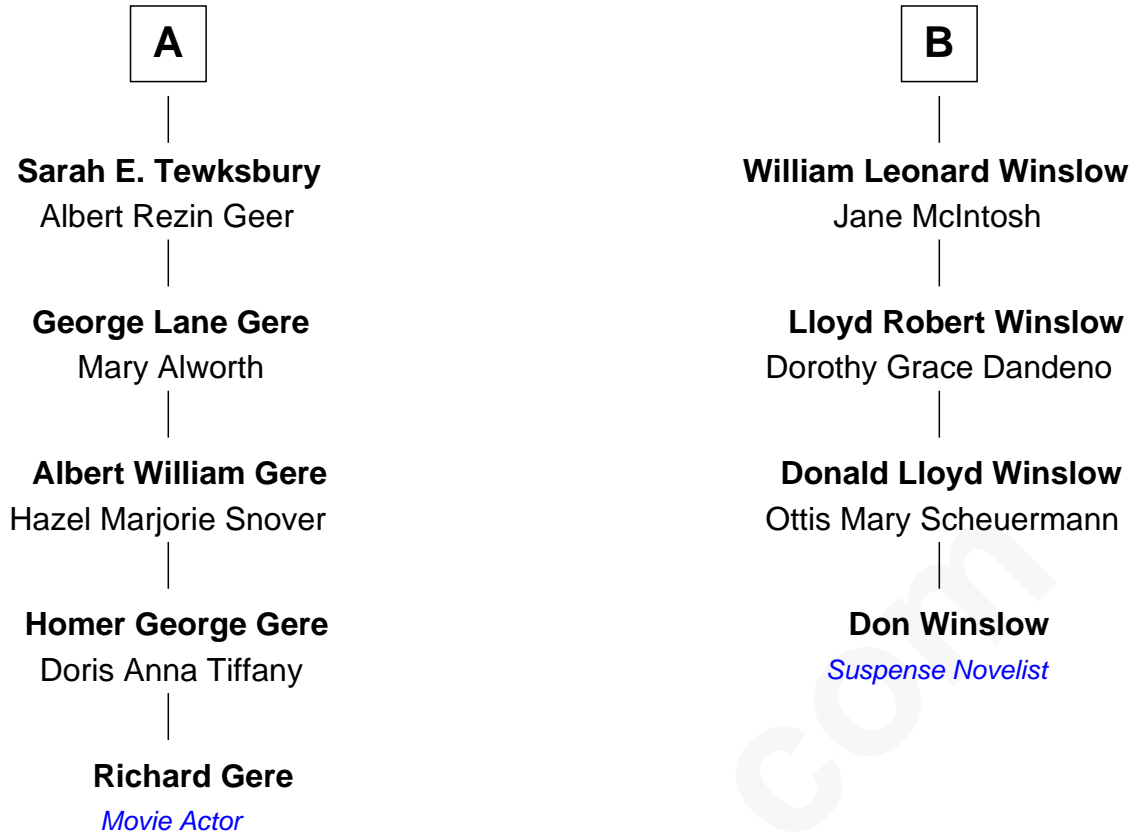 A
Sarah E. Tewksbury
Albert Rezin Geer
George Lane Gere
Mary Alworth
Albert William Gere
Hazel Marjorie Snover
Homer George Gere
Doris Anna Tiffany
Richard Gere
Movie Actor
B
William Leonard Winslow
Jane McIntosh
Lloyd Robert Winslow
Dorothy Grace Dandeno
Donald Lloyd Winslow
Ottis Mary Scheuermann
Don Winslow
Suspense Novelist
com